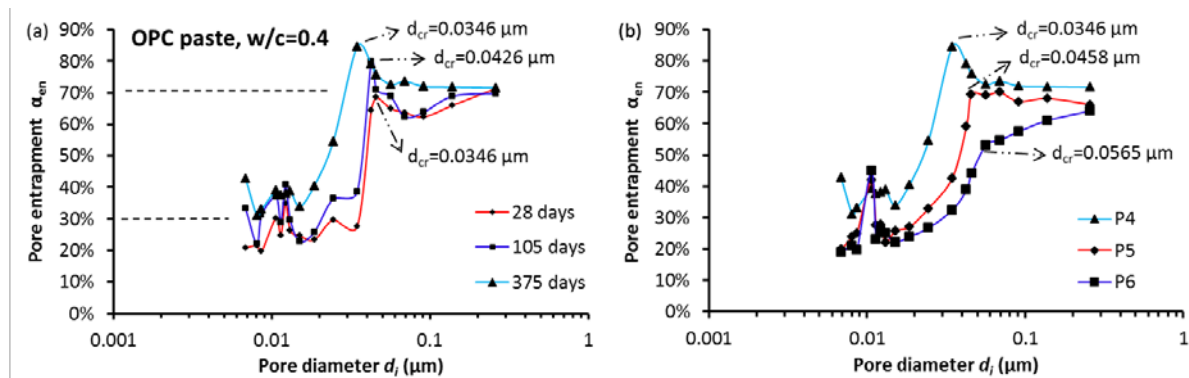 (a)
OPC paste, w/c=0.4
d_cr=0.0346 μm
d_cr=0.0426 μm
d_cr=0.0346 μm
Pore entrapment α_en
90%
80%
70%
60%
50%
40%
30%
20%
10%
0%
28 days
105 days
375 days
0.001
0.01
0.1
1
Pore diameter d_i (μm)
(b)
d_cr=0.0346 μm
d_cr=0.0458 μm
d_cr=0.0565 μm
Pore entrapment α_en
90%
80%
70%
60%
50%
40%
30%
20%
10%
0%
P4
P5
P6
0.001
0.01
0.1
1
Pore diameter d_i (μm)